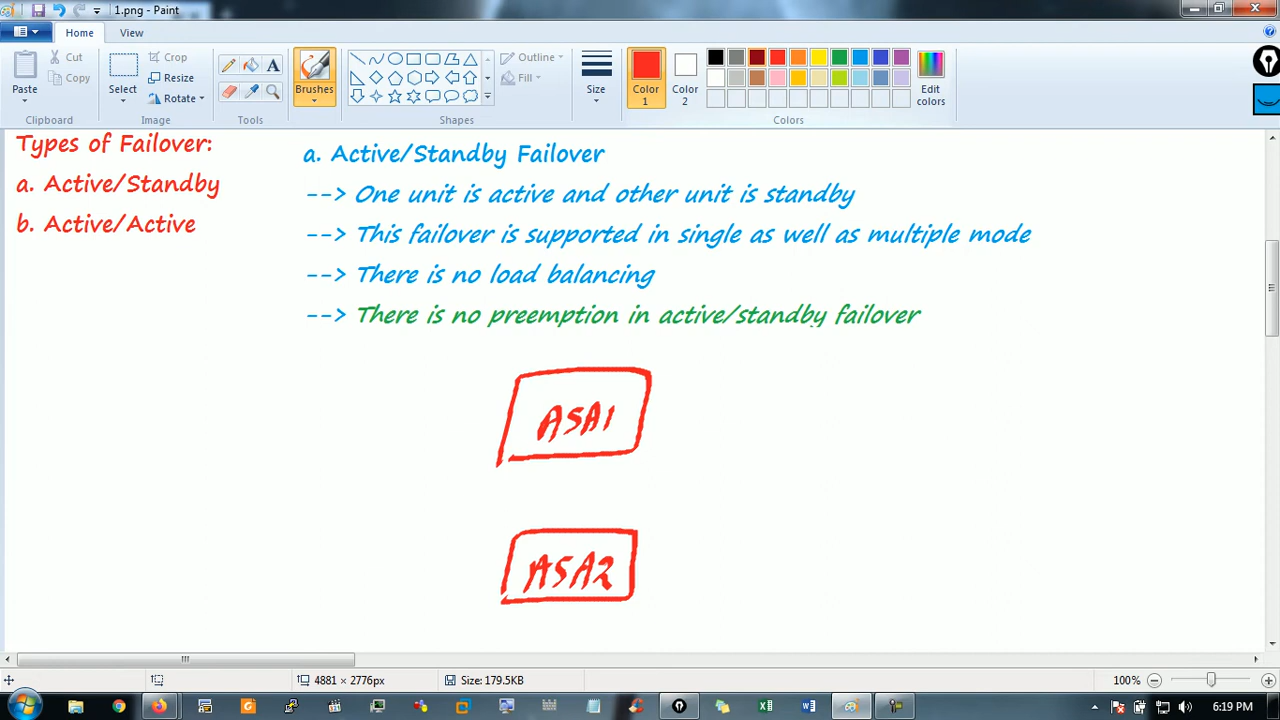 1.png - Paint
Home
View
Paste
Cut
Copy
Clipboard
Select
Crop
Resize
Rotate
Image
A
Tools
Brushes
Outline
Fill
Shapes
Size
Color 1
Color 2
Edit colors
Colors
Types of Failover:
a. Active/Standby
b. Active/Active
a. Active/Standby Failover
--> One unit is active and other unit is standby
--> This failover is supported in single as well as multiple mode
--> There is no load balancing
--> There is no preemption in active/standby failover
ASA1
ASA2
4881 × 2776px
Size: 179.5KB
100%
6:19 PM